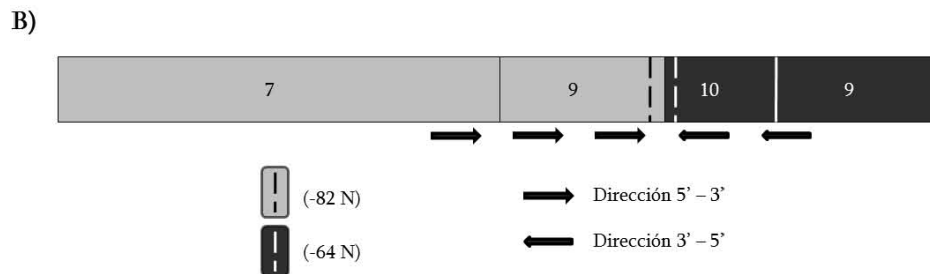 B)
7 9 10 9
(-82 N) Dirección 5’ – 3’
(-64 N) Dirección 3’ – 5’